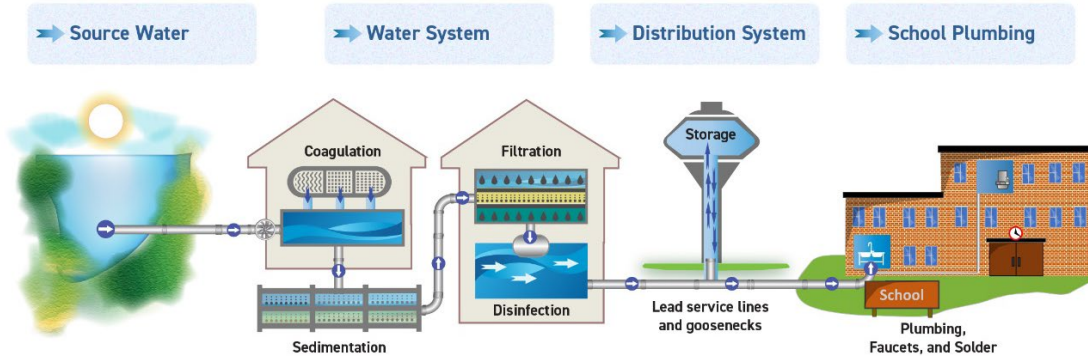 Source Water
Water System
Distribution System
School Plumbing
Coagulation
Sedimentation
Filtration
Disinfection
Storage
Lead service lines
and goosenecks
School
Plumbing,
Faucets, and Solder